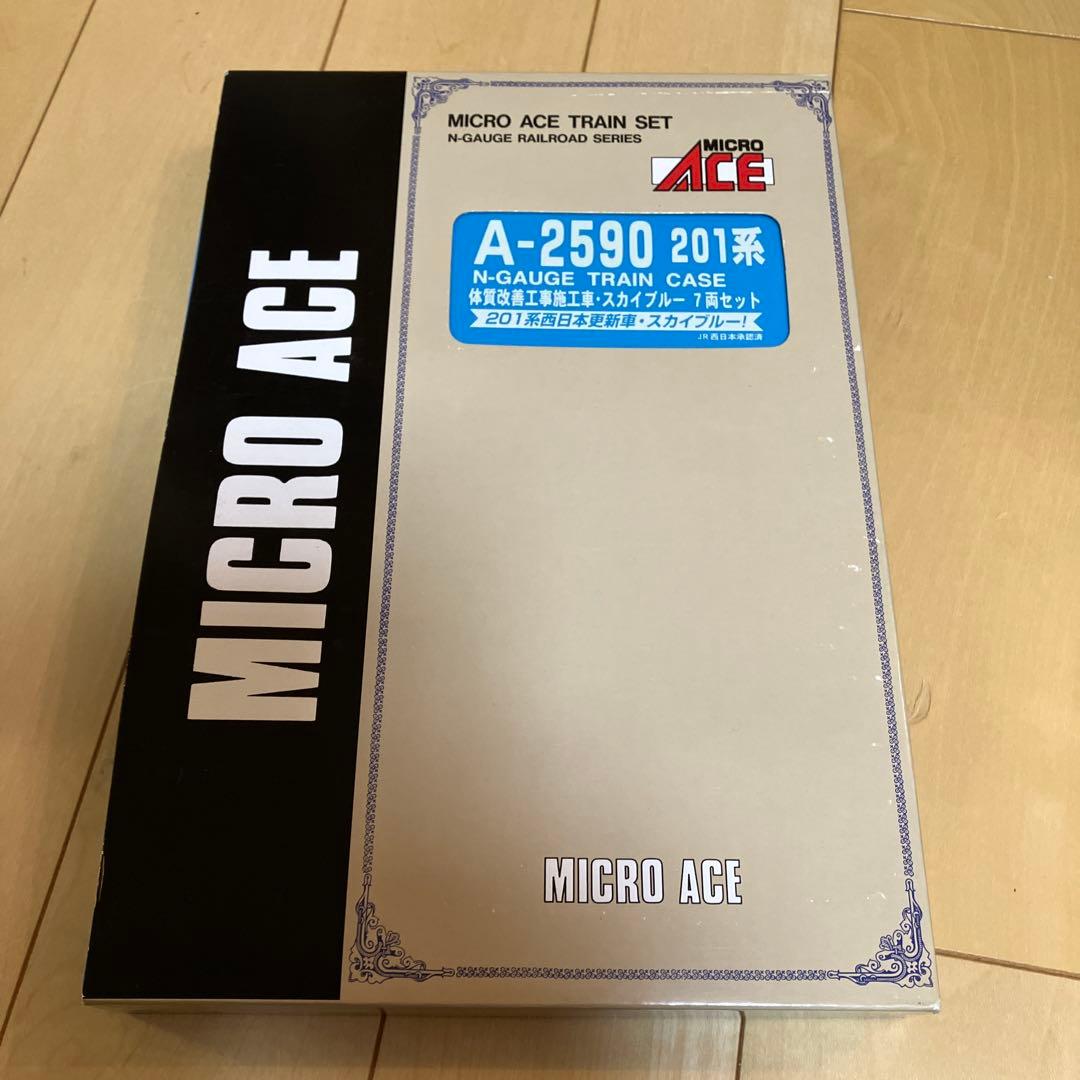 MICRO ACE
MICRO ACE TRAIN SET
N-GAUGE RAILROAD SERIES
MICRO
ACE
A-2590 201系
N-GAUGE TRAIN CASE
体質改善工事施工車・スカイブルー 7両セット
201系西日本更新車・スカイブルー!
JR西日本承認済
MICRO ACE